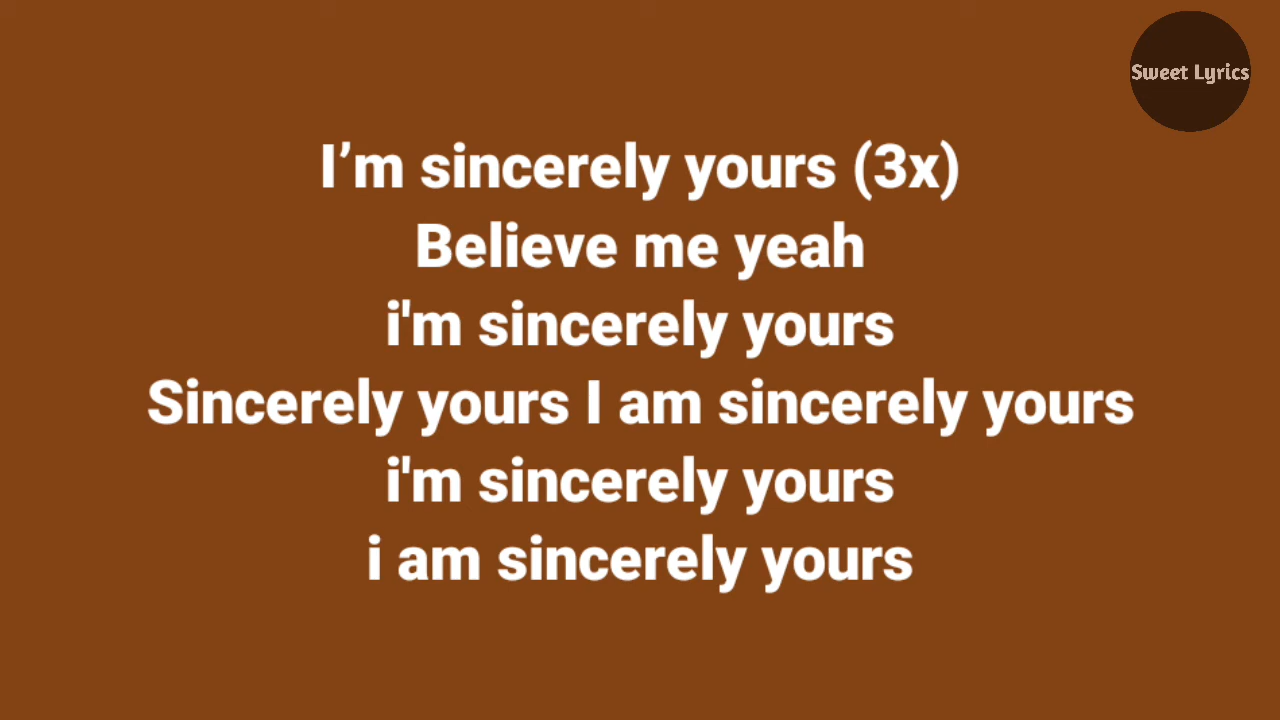 Sweet Lyrics
I’m sincerely yours (3x)
Believe me yeah
i'm sincerely yours
Sincerely yours I am sincerely yours
i'm sincerely yours
i am sincerely yours